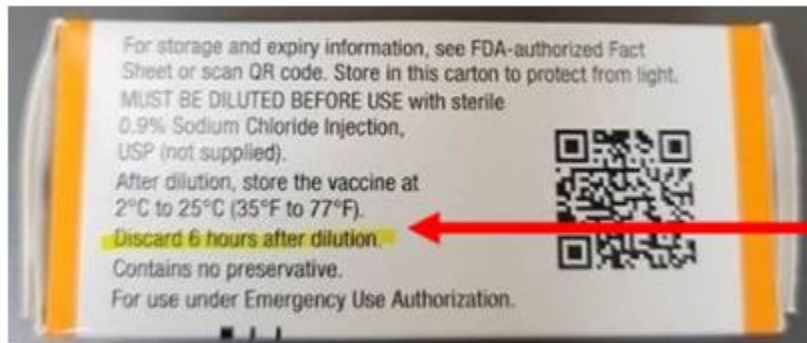 For storage and expiry information, see FDA-authorized Fact
Sheet or scan QR code. Store in this carton to protect from light.
MUST BE DILUTED BEFORE USE with sterile
0.9% Sodium Chloride Injection,
USP (not supplied).
After dilution, store the vaccine at
2°C to 25°C (35°F to 77°F).
Discard 6 hours after dilution.
Contains no preservative.
For use under Emergency Use Authorization.